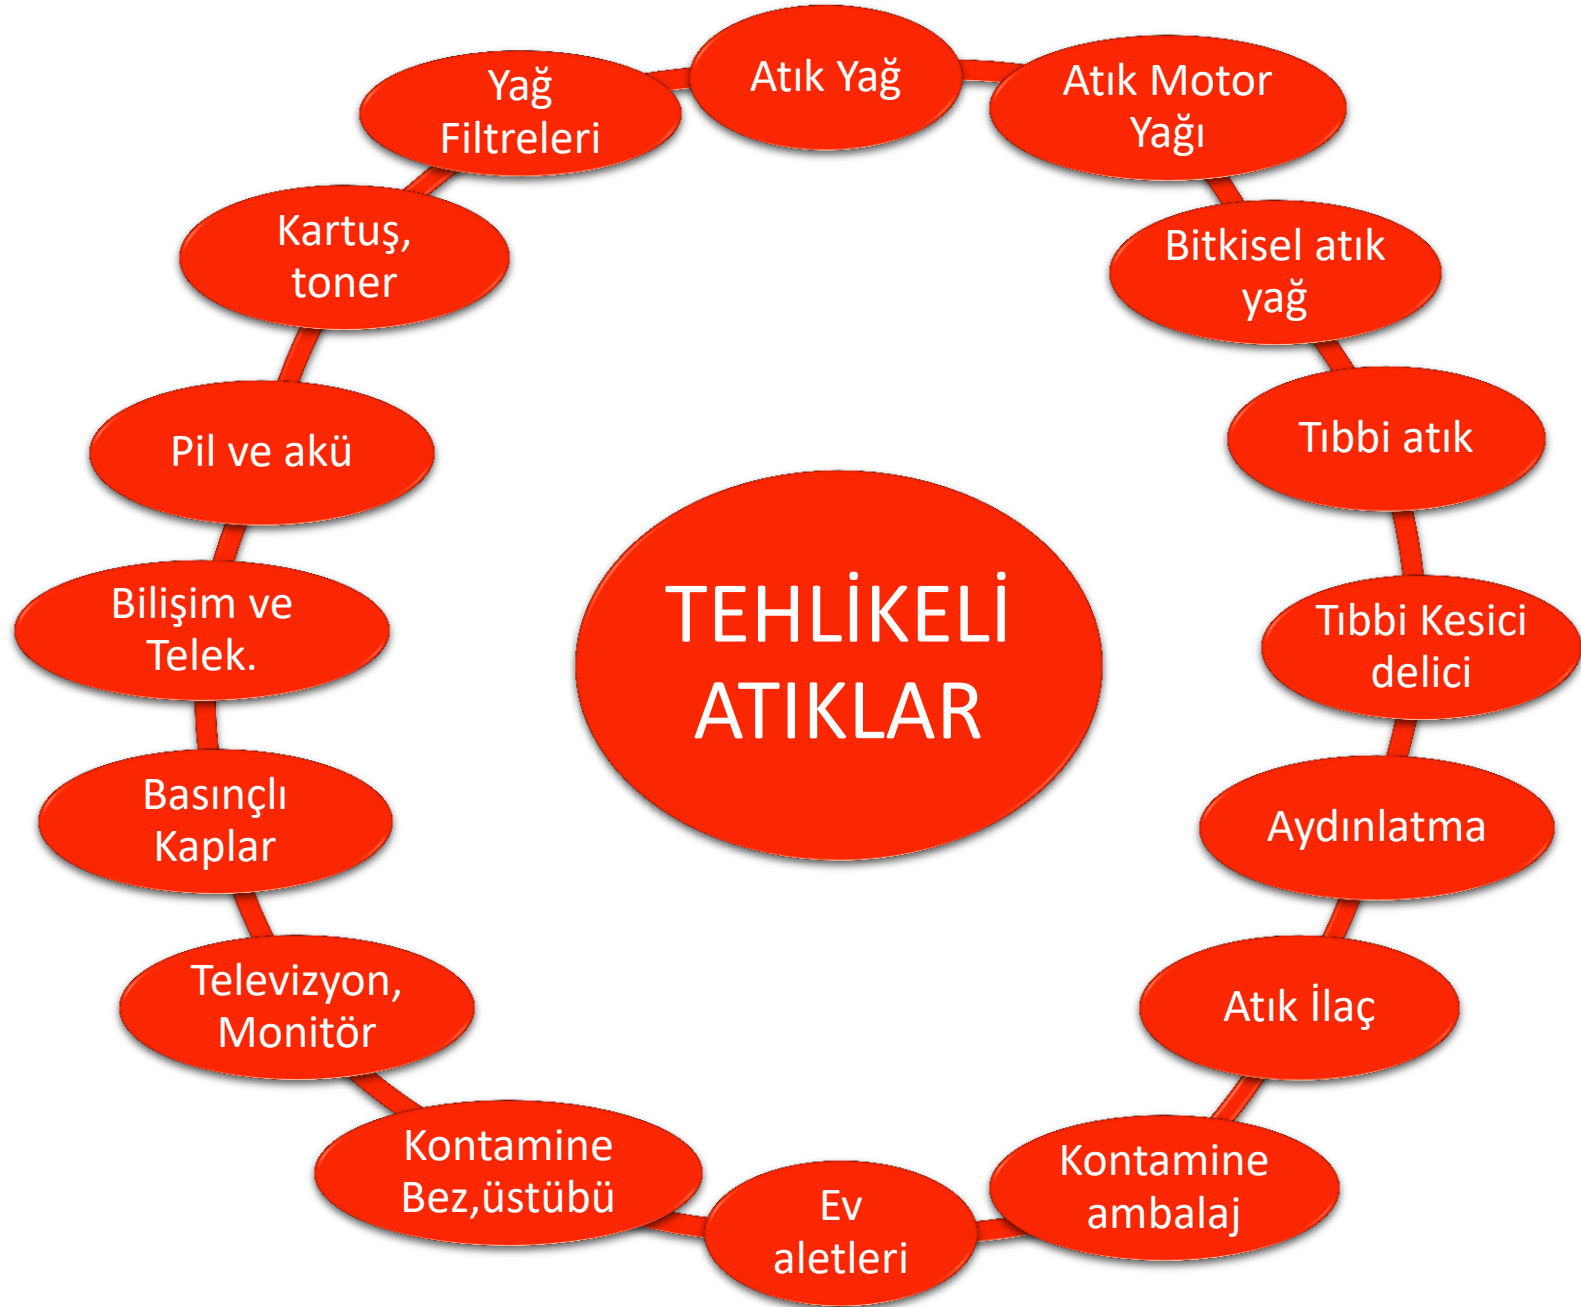 TEHLİKELİ
ATIKLAR
Atık Yağ
Atık Motor
Yağı
Bitkisel atık
yağ
Tıbbi atık
Tıbbi Kesici
delici
Aydınlatma
Atık İlaç
Kontamine
ambalaj
Ev
aletleri
Kontamine
Bez,üstübü
Televizyon,
Monitör
Basınçlı
Kaplar
Bilişim ve
Telek.
Pil ve akü
Kartuş,
toner
Yağ
Filtreleri